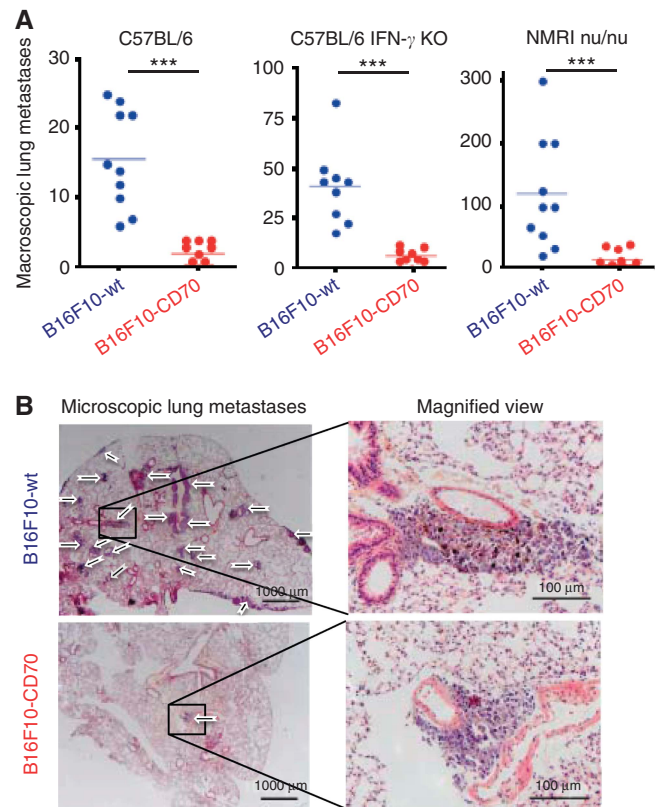 A
C57BL/6
C57BL/6 IFN-γ KO
NMRI nu/nu
Macroscopic lung metastases
***
***
***
30
20
10
0
100
75
50
25
0
300
200
100
0
B16F10-wt
B16F10-CD70
B16F10-wt
B16F10-CD70
B16F10-wt
B16F10-CD70
B
Microscopic lung metastases
Magnified view
B16F10-wt
1000 μm
100 μm
B16F10-CD70
1000 μm
100 μm